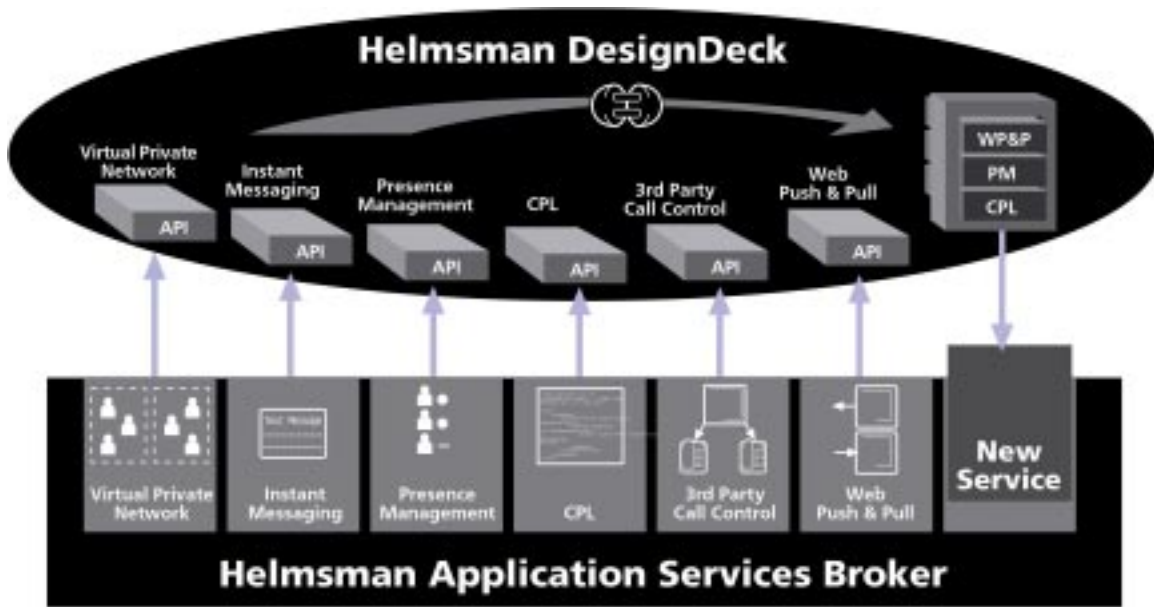 Helmsman DesignDeck
Virtual Private
Network
API
Instant
Messaging
API
Presence
Management
API
CPL
API
3rd Party
Call Control
API
Web
Push & Pull
API
WP&P
PM
CPL
Virtual Private
Network
Text Message
Instant
Messaging
Presence
Management
CPL
3rd Party
Call Control
Web
Push & Pull
New
Service
Helmsman Application Services Broker